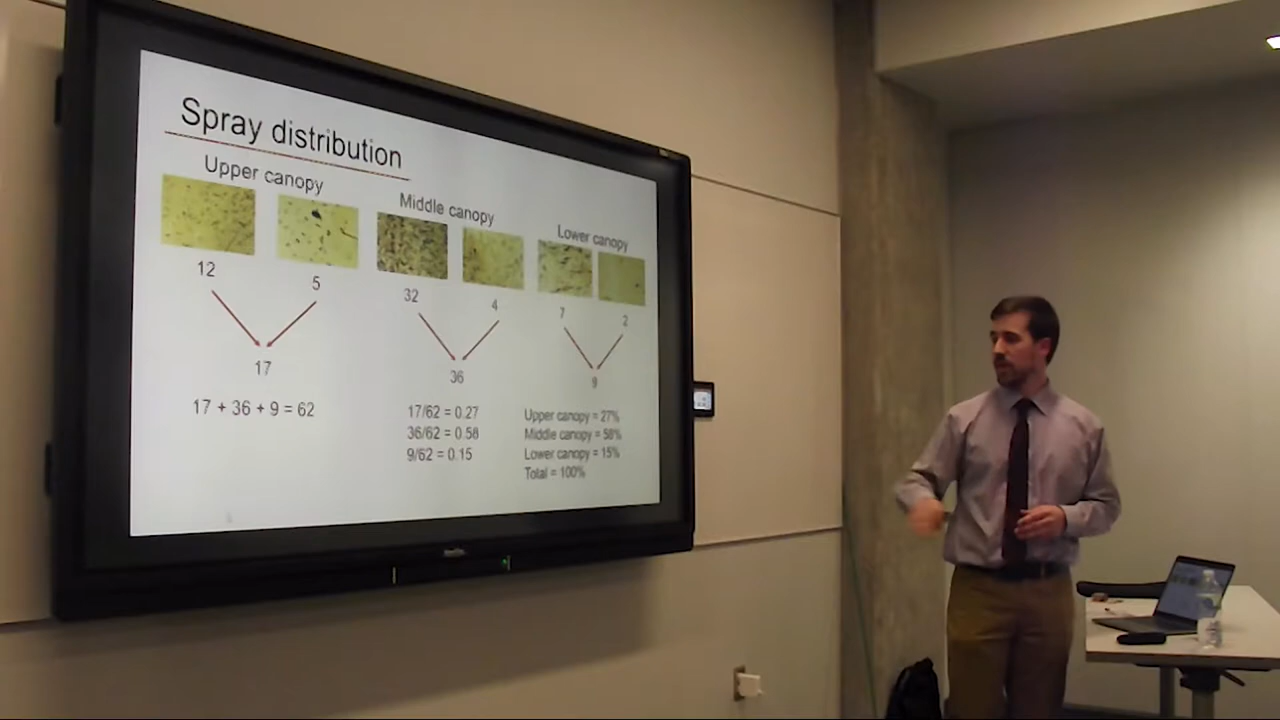 Spray distribution
Upper canopy
Middle canopy
Lower canopy
12
5
32
4
7
2
17
36
9
17 + 36 + 9 = 62
17/62 = 0.27
36/62 = 0.58
9/62 = 0.15
Upper canopy = 27%
Middle canopy = 58%
Lower canopy = 15%
Total = 100%